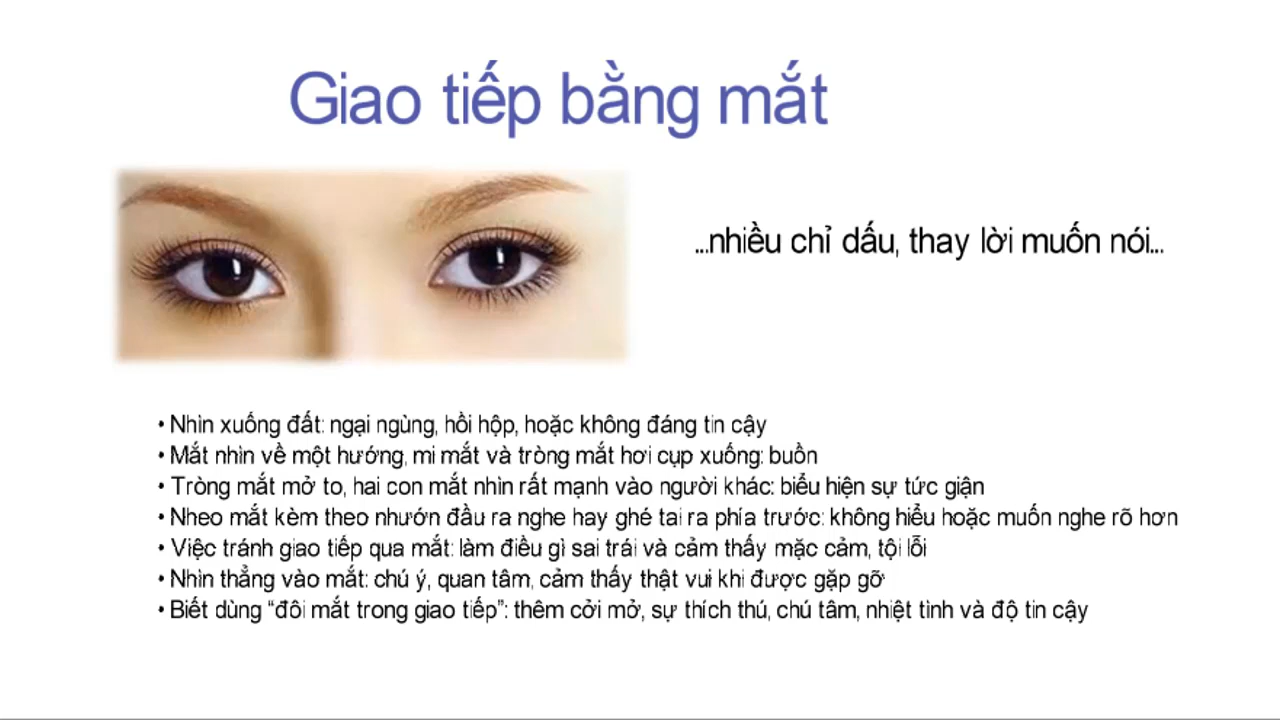 Giao tiếp bằng mắt
...nhiều chỉ dấu, thay lời muốn nói...
• Nhìn xuống đất: ngại ngùng, hồi hộp, hoặc không đáng tin cậy
• Mắt nhìn về một hướng, mi mắt và tròng mắt hơi cụp xuống: buồn
• Tròng mắt mở to, hai con mắt nhìn rất mạnh vào người khác: biểu hiện sự tức giận
• Nheo mắt kèm theo nhướn đầu ra nghe hay ghé tai ra phía trước: không hiểu hoặc muốn nghe rõ hơn
• Việc tránh giao tiếp qua mắt: làm điều gì sai trái và cảm thấy mặc cảm, tội lỗi
• Nhìn thẳng vào mắt: chú ý, quan tâm, cảm thấy thật vui khi được gặp gỡ
• Biết dùng “đôi mắt trong giao tiếp”: thêm cởi mở, sự thích thú, chú tâm, nhiệt tình và độ tin cậy